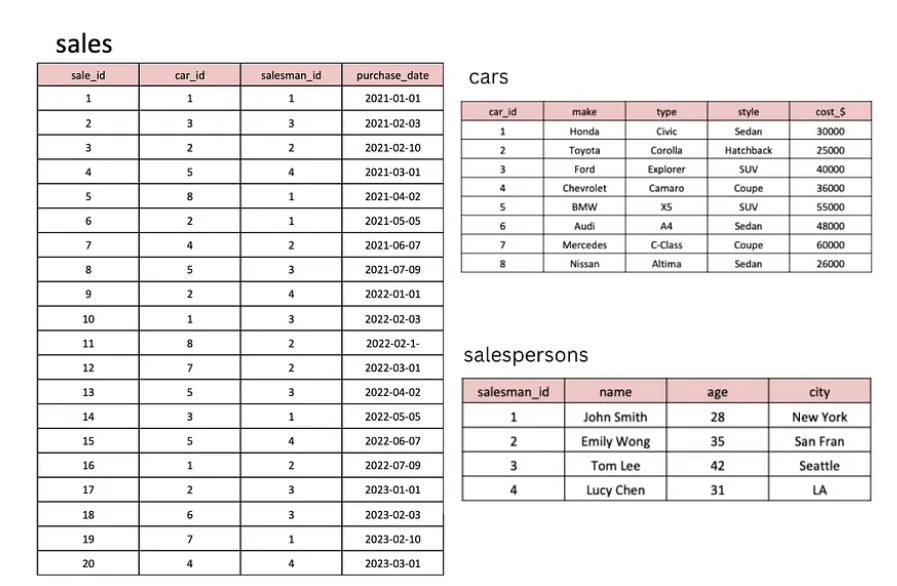 sales
sale_id car_id salesman_id purchase_date
1 1 1 2021-01-01
2 3 3 2021-02-03
3 2 2 2021-02-10
4 5 4 2021-03-01
5 8 1 2021-04-02
6 2 1 2021-05-05
7 4 2 2021-06-07
8 5 3 2021-07-09
9 2 4 2022-01-01
10 1 3 2022-02-03
11 8 2 2022-02-1-
12 7 2 2022-03-01
13 5 3 2022-04-02
14 3 1 2022-05-05
15 5 4 2022-06-07
16 1 2 2022-07-09
17 2 3 2023-01-01
18 6 3 2023-02-03
19 7 1 2023-02-10
20 4 4 2023-03-01
cars
car_id make type style cost_$
1 Honda Civic Sedan 30000
2 Toyota Corolla Hatchback 25000
3 Ford Explorer SUV 40000
4 Chevrolet Camaro Coupe 36000
5 BMW X5 SUV 55000
6 Audi A4 Sedan 48000
7 Mercedes C-Class Coupe 60000
8 Nissan Altima Sedan 26000
salespersons
salesman_id name age city
1 John Smith 28 New York
2 Emily Wong 35 San Fran
3 Tom Lee 42 Seattle
4 Lucy Chen 31 LA